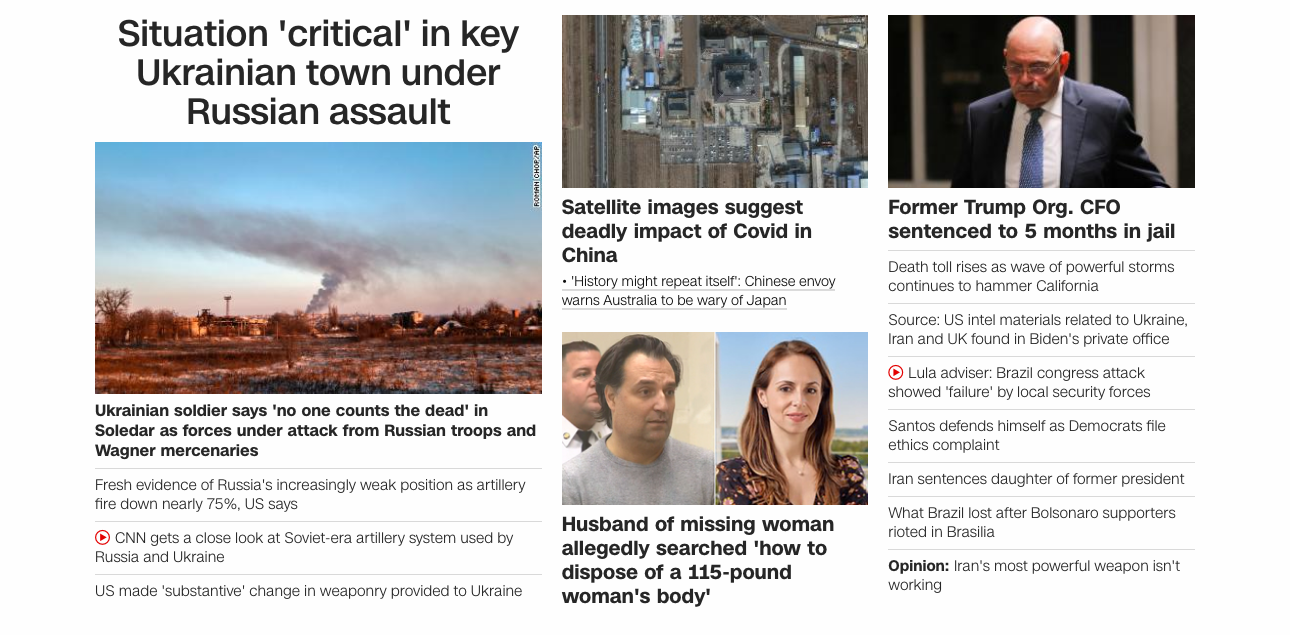 Situation 'critical' in key
Ukrainian town under
Russian assault
ROMAN CHOP/AP
Ukrainian soldier says 'no one counts the dead' in
Soledar as forces under attack from Russian troops and
Wagner mercenaries
Fresh evidence of Russia's increasingly weak position as artillery
fire down nearly 75%, US says
CNN gets a close look at Soviet-era artillery system used by
Russia and Ukraine
US made 'substantive' change in weaponry provided to Ukraine
Satellite images suggest
deadly impact of Covid in
China
• 'History might repeat itself': Chinese envoy
warns Australia to be wary of Japan
Husband of missing woman
allegedly searched 'how to
dispose of a 115-pound
woman's body'
Former Trump Org. CFO
sentenced to 5 months in jail
Death toll rises as wave of powerful storms
continues to hammer California
Source: US intel materials related to Ukraine,
Iran and UK found in Biden's private office
Lula adviser: Brazil congress attack
showed 'failure' by local security forces
Santos defends himself as Democrats file
ethics complaint
Iran sentences daughter of former president
What Brazil lost after Bolsonaro supporters
rioted in Brasilia
Opinion: Iran's most powerful weapon isn't
working